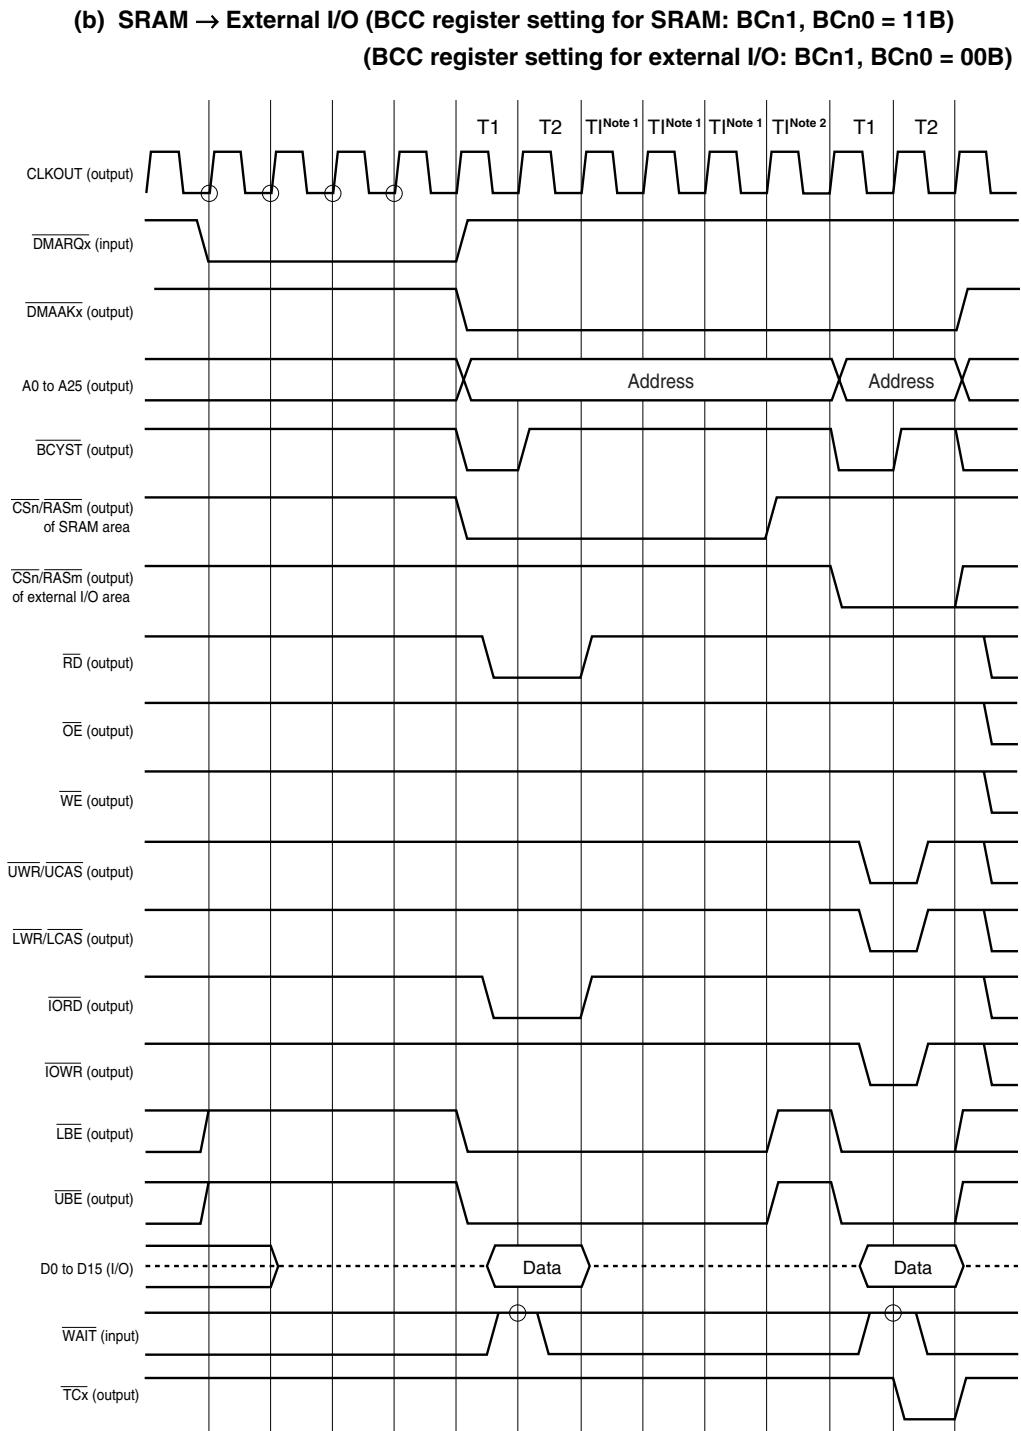 (b) SRAM → External I/O (BCC register setting for SRAM: BCn1, BCn0 = 11B)
(BCC register setting for external I/O: BCn1, BCn0 = 00B)
T1 T2 TI Note 1 TI Note 1 TI Note 1 TI Note 2 T1 T2
CLKOUT (output)
DMARQx (input)
DMAAKx (output)
A0 to A25 (output) Address Address
BCYST (output)
CSn/RASm (output)
of SRAM area
CSn/RASm (output)
of external I/O area
RD (output)
OE (output)
WE (output)
UWR/UCAS (output)
LWR/LCAS (output)
IORD (output)
IOWR (output)
LBE (output)
UBE (output)
D0 to D15 (I/O) Data Data
WAIT (input)
TCx (output)